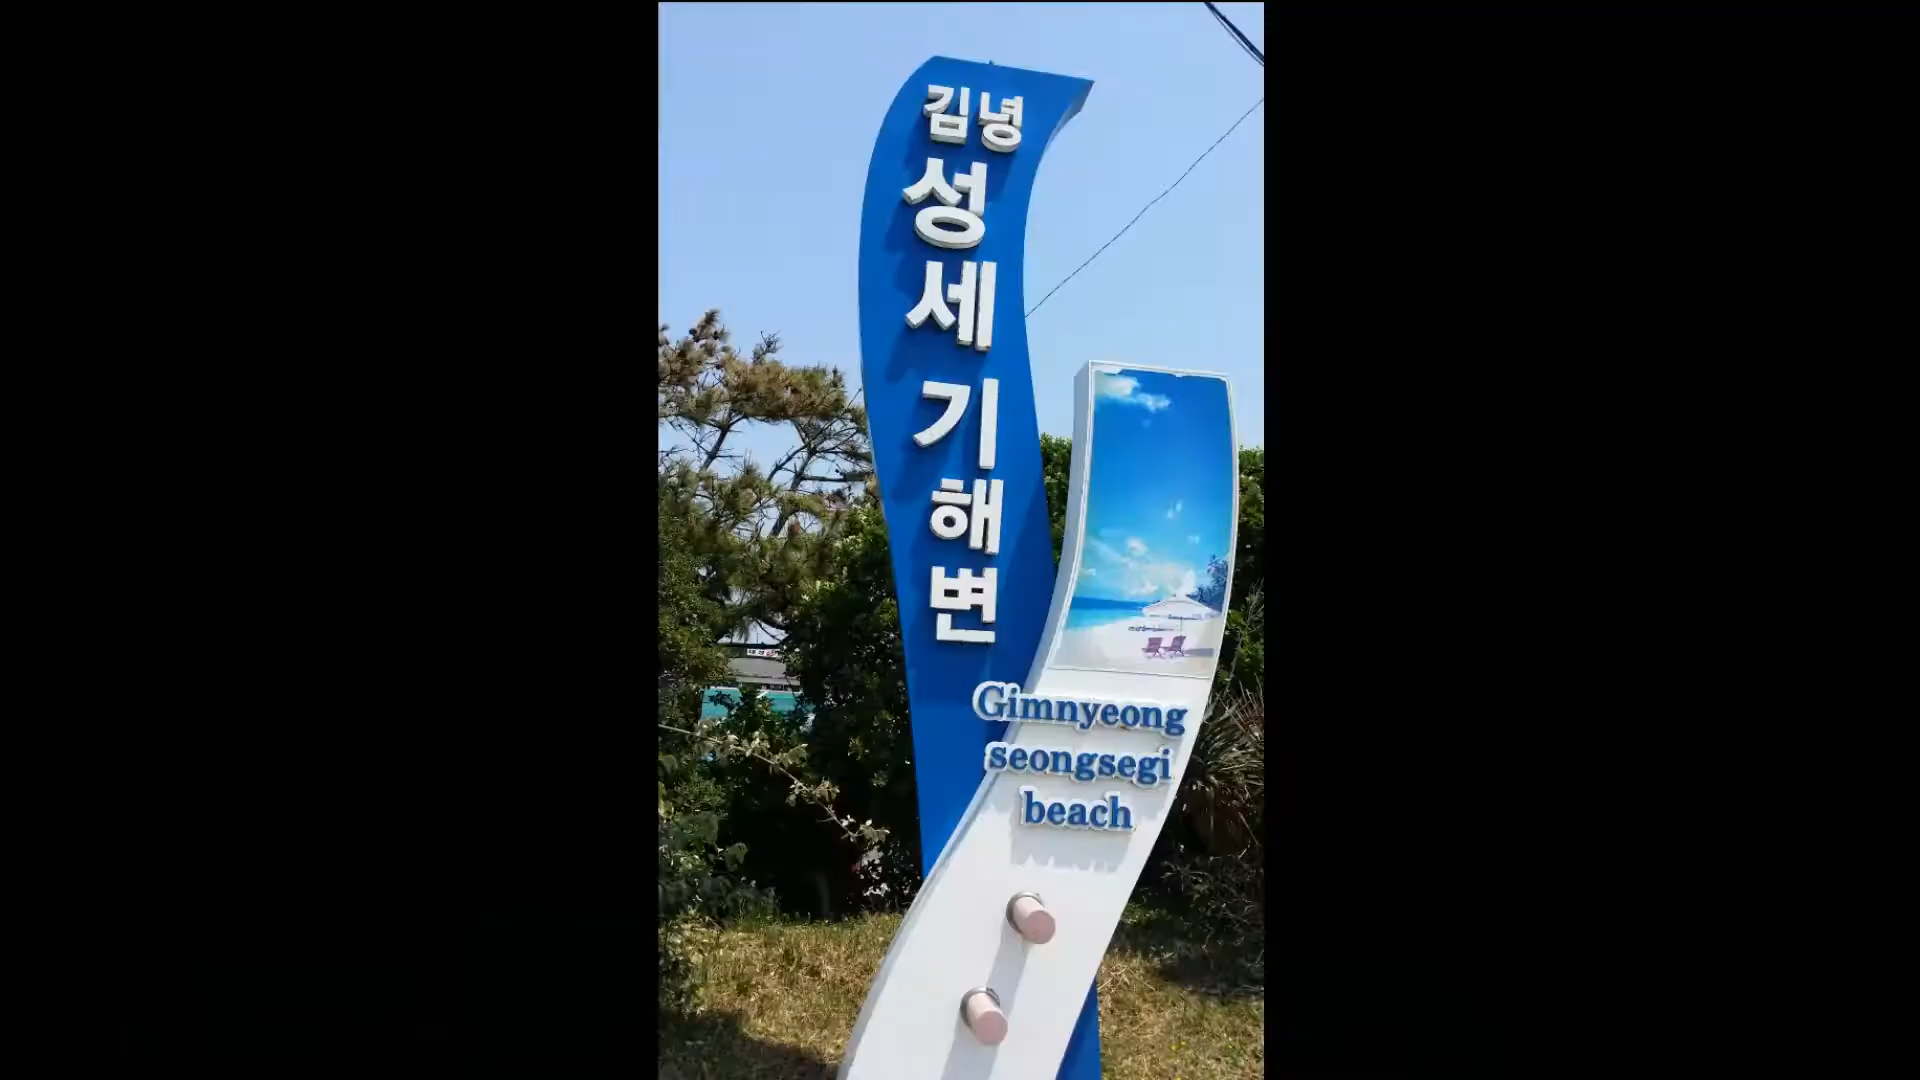 김녕
성
세
기
해
변
Gimnyeong
seongsegi
beach